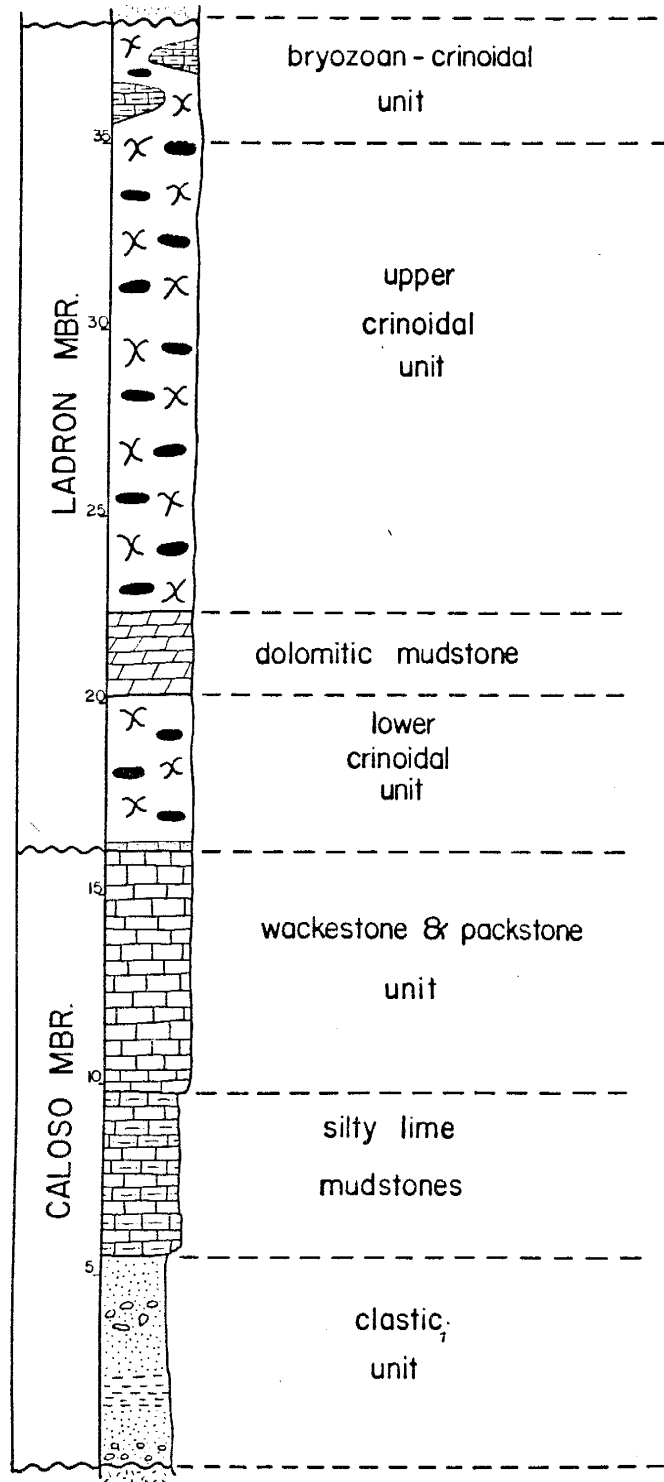 bryozoan - crinoidal
unit
35
upper
crinoidal
unit
30
25
LADRON MBR.
dolomitic mudstone
20
lower
crinoidal
unit
15
wackestone & packstone
unit
10
CALOSO MBR.
silty lime
mudstones
5
clastic
unit